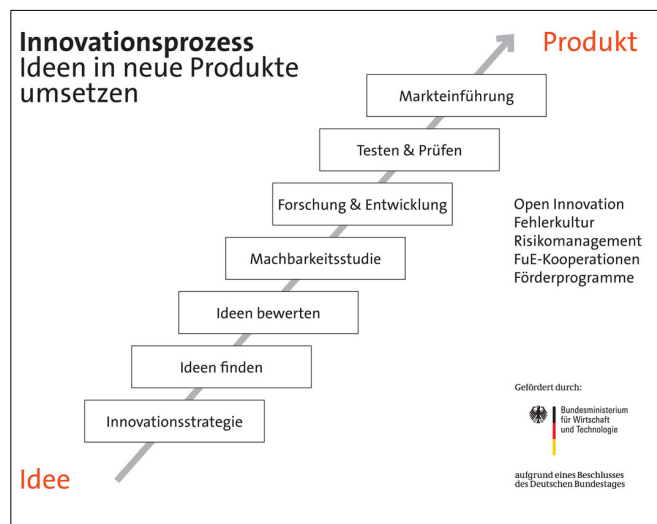 Innovationsprozess
Ideen in neue Produkte
umsetzen
Produkt
Markteinführung
Testen & Prüfen
Forschung & Entwicklung
Machbarkeitsstudie
Ideen bewerten
Ideen finden
Innovationsstrategie
Idee
Open Innovation
Fehlerkultur
Risikomanagement
FuE-Kooperationen
Förderprogramme
Gefördert durch:
Bundesministerium
für Wirtschaft
und Technologie
aufgrund eines Beschlusses
des Deutschen Bundestages